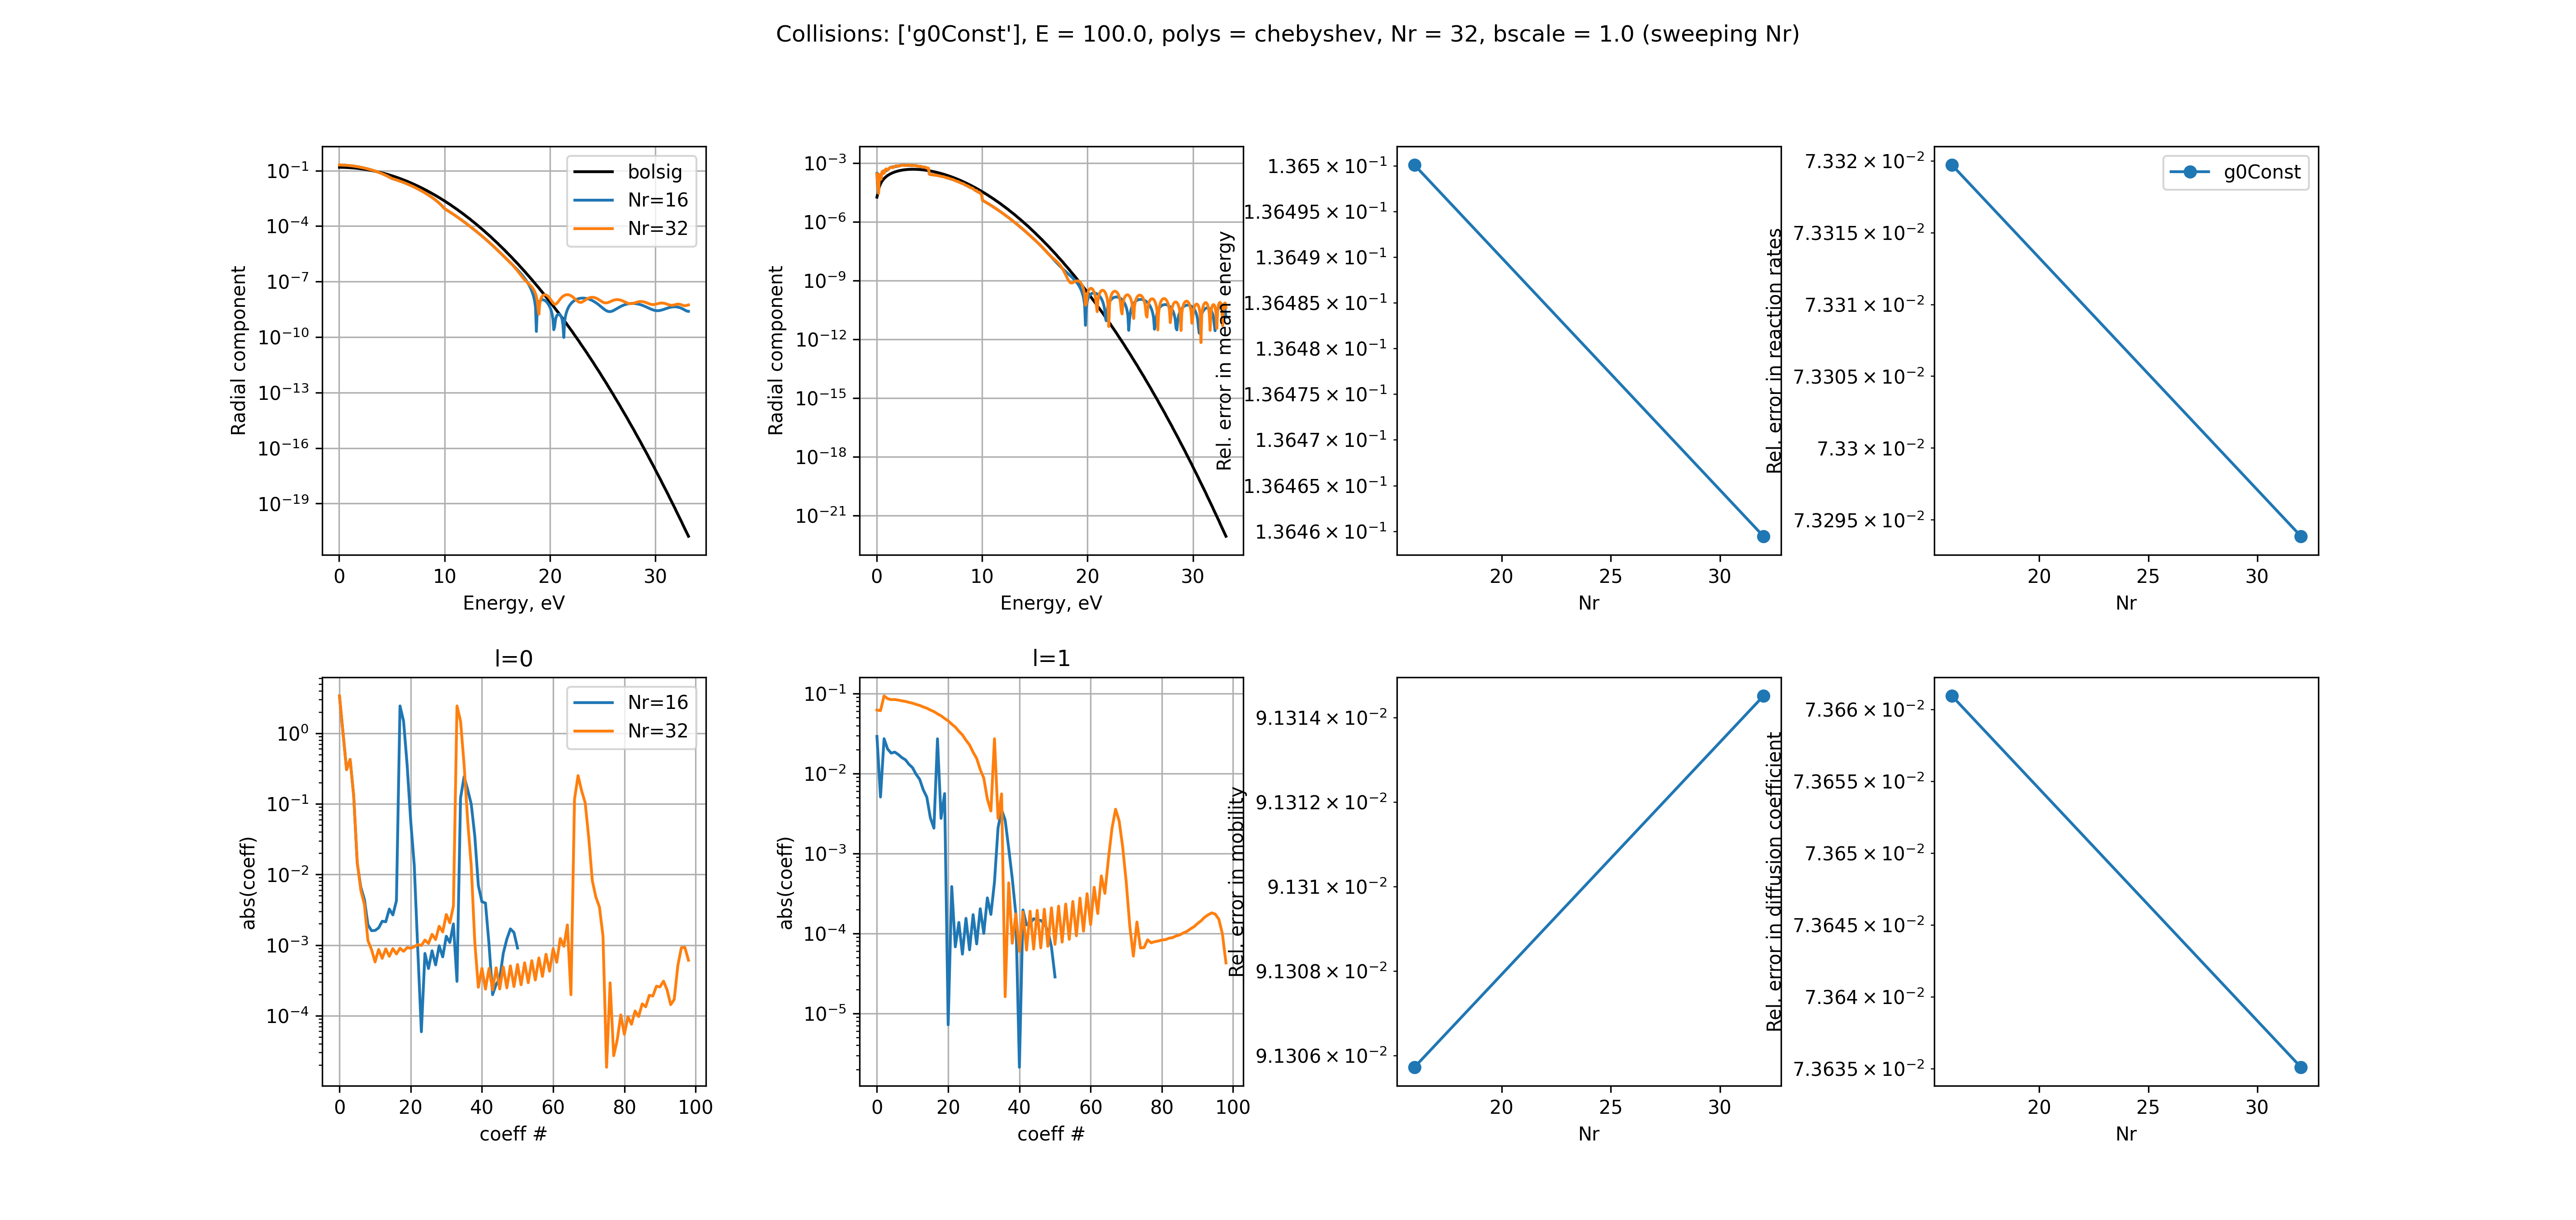 Collisions: ['g0Const'], E = 100.0, polys = chebyshev, Nr = 32, bscale = 1.0 (sweeping Nr)
Radial component
10⁻¹
10⁻⁴
10⁻⁷
10⁻¹⁰
10⁻¹³
10⁻¹⁶
10⁻¹⁹
bolsig
Nr=16
Nr=32
0 10 20 30
Energy, eV
Radial component
10⁻³
10⁻⁶
10⁻⁹
10⁻¹²
10⁻¹⁵
10⁻¹⁸
10⁻²¹
0 10 20 30
Energy, eV
Rel. error in mean energy
1.365 × 10⁻¹
1.36495 × 10⁻¹
1.3649 × 10⁻¹
1.36485 × 10⁻¹
1.3648 × 10⁻¹
1.36475 × 10⁻¹
1.3647 × 10⁻¹
1.36465 × 10⁻¹
1.3646 × 10⁻¹
20 25 30
Nr
Rel. error in reaction rates
7.332 × 10⁻²
7.3315 × 10⁻²
7.331 × 10⁻²
7.3305 × 10⁻²
7.33 × 10⁻²
7.3295 × 10⁻²
g0Const
20 25 30
Nr
l=0
abs(coeff)
10⁰
10⁻¹
10⁻²
10⁻³
10⁻⁴
Nr=16
Nr=32
0 20 40 60 80 100
coeff #
l=1
abs(coeff)
10⁻¹
10⁻²
10⁻³
10⁻⁴
10⁻⁵
0 20 40 60 80 100
coeff #
Rel. error in mobility
9.1314 × 10⁻²
9.1312 × 10⁻²
9.131 × 10⁻²
9.1308 × 10⁻²
9.1306 × 10⁻²
20 25 30
Nr
Rel. error in diffusion coefficient
7.366 × 10⁻²
7.3655 × 10⁻²
7.365 × 10⁻²
7.3645 × 10⁻²
7.364 × 10⁻²
7.3635 × 10⁻²
20 25 30
Nr